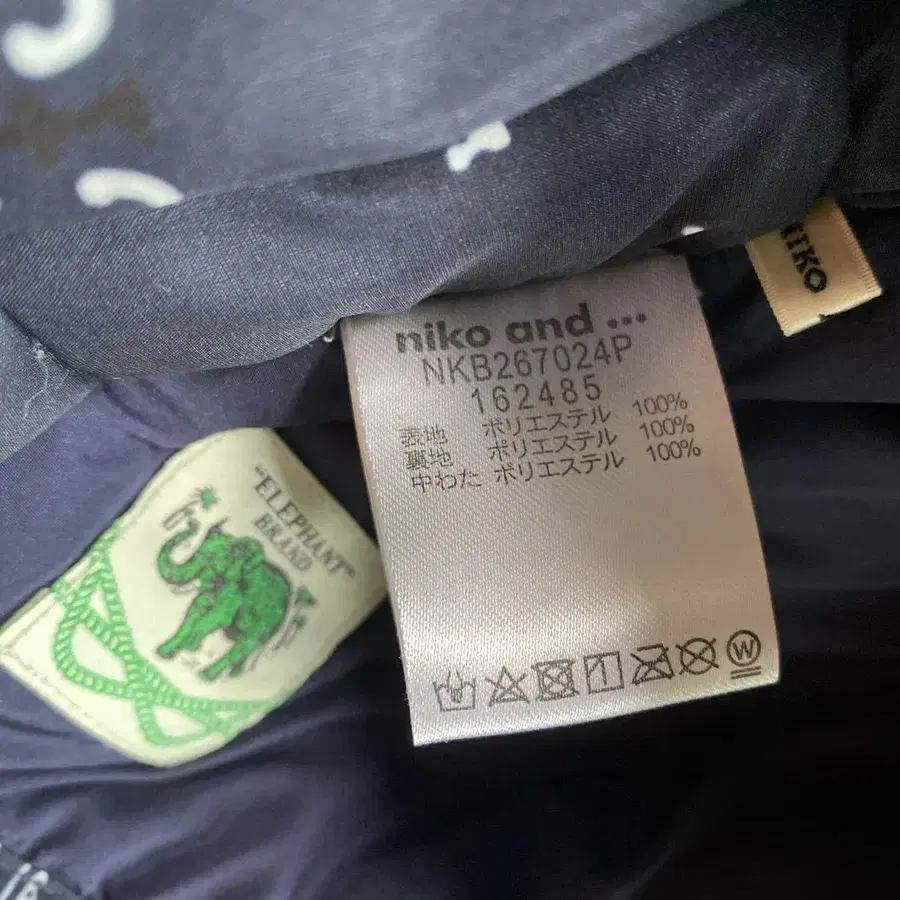 niko and ...
NKB267024P
162485
表地 ポリエステル 100%
裏地 ポリエステル 100%
中わた ポリエステル 100%
W
"ELEPHANT"
BRAND